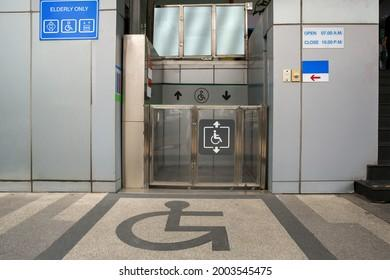 ELDERLY ONLY
OPEN 07.00 A.M.
CLOSE 10.00 P.M.
shutterstock.com · 2003545475